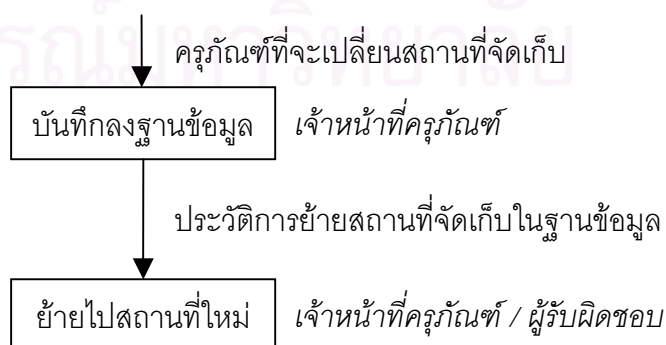 ครุภัณฑ์ที่จะเปลี่ยนสถานที่จัดเก็บ
บันทึกลงฐานข้อมูล เจ้าหน้าที่ครุภัณฑ์
ประวัติการย้ายสถานที่จัดเก็บในฐานข้อมูล
ย้ายไปสถานที่ใหม่ เจ้าหน้าที่ครุภัณฑ์ / ผู้รับผิดชอบ